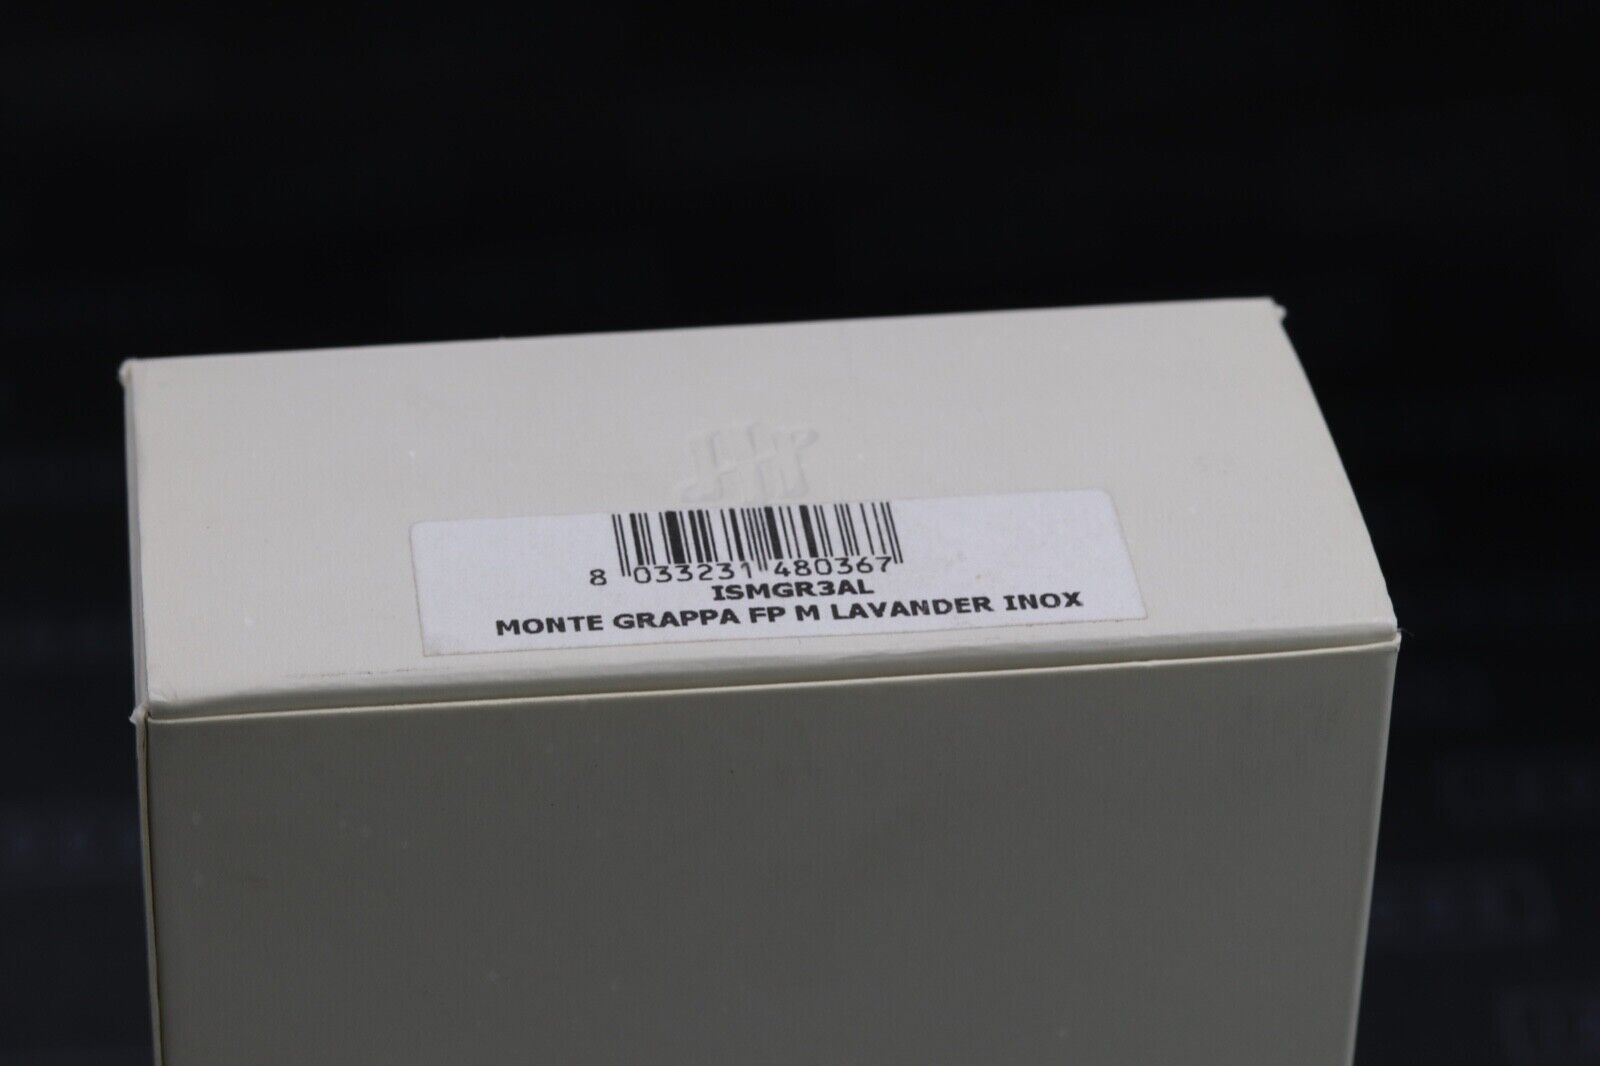 8 033231 480367
ISMGR3AL
MONTE GRAPPA FP M LAVANDER INOX